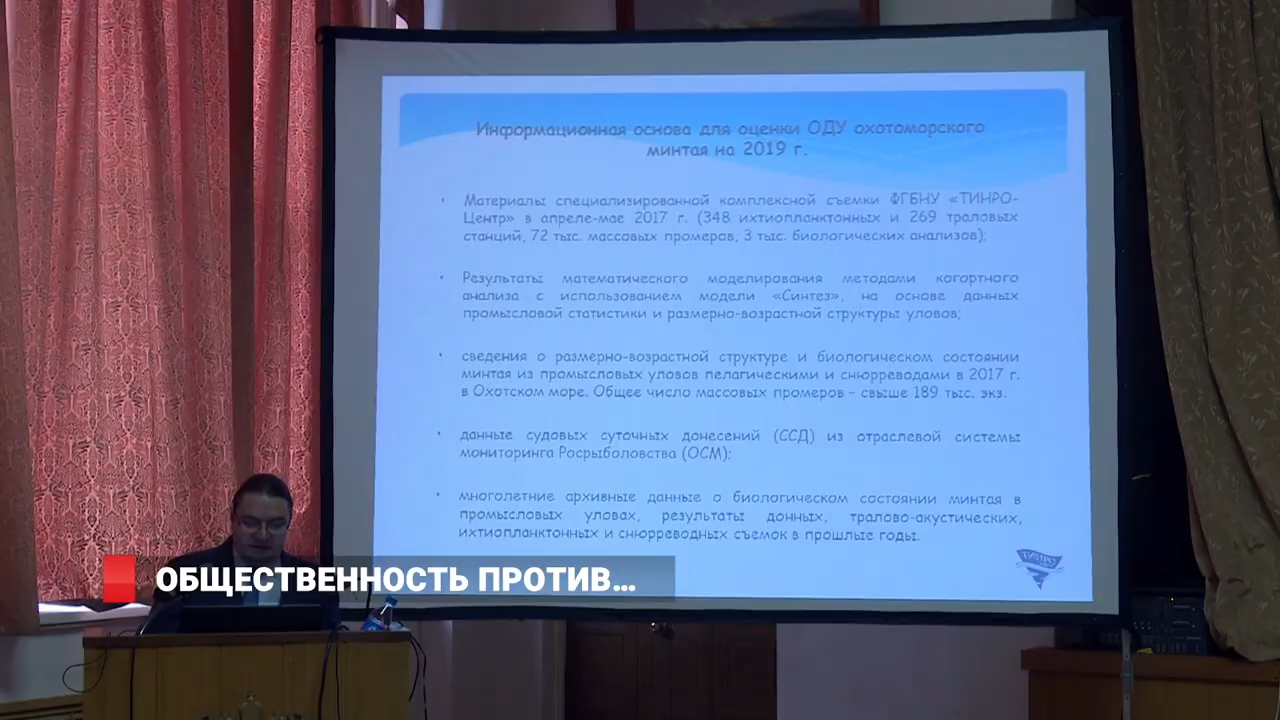 Информационная основа для оценки ОДУ охотоморского
минтая на 2019 г.
• Материалы специализированной комплексной съемки ФГБНУ «ТИНРО-
Центр» в апреле-мае 2017 г. (348 ихтиопланктонных и 269 траловых
станций, 72 тыс. массовых промеров, 3 тыс. биологических анализов);
• Результаты математического моделирования методами когортного
анализа с использованием модели «Синтез», на основе данных
промысловой статистики и размерно-возрастной структуры уловов;
• сведения о размерно-возрастной структуре и биологическом состоянии
минтая из промысловых уловов пелагическими и снюрреводами в 2017 г.
в Охотском море. Общее число массовых промеров – свыше 189 тыс. экз.
• данные судовых суточных донесений (ССД) из отраслевой системы
мониторинга Росрыболовства (ОСМ);
• многолетние архивные данные о биологическом состоянии минтая в
промысловых уловах, результаты донных, тралово-акустических,
ихтиопланктонных и снюрреводных съемок в прошлые годы.
ТИНРО
ОБЩЕСТВЕННОСТЬ ПРОТИВ...